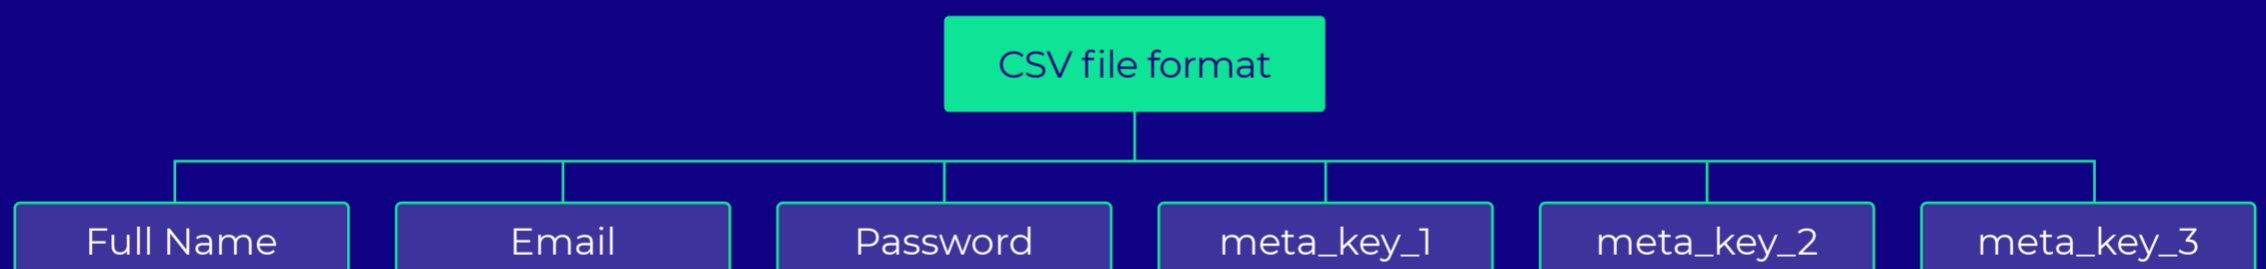 CSV file format
Full Name
Email
Password
meta_key_1
meta_key_2
meta_key_3